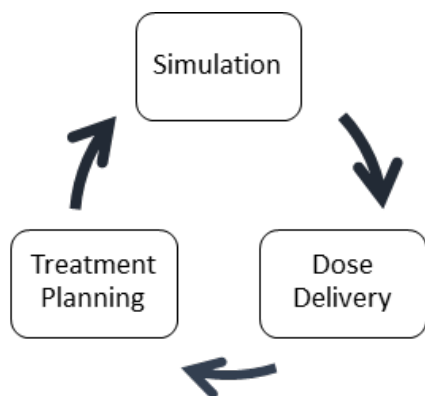 Simulation
Treatment
Planning
Dose
Delivery